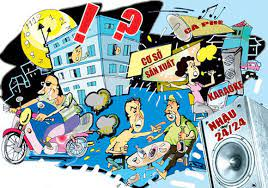 ! ?
CÀ PHÊ
CƠ SỞ
SẢN XUẤT
KARAOKE
NHẬU
24/24